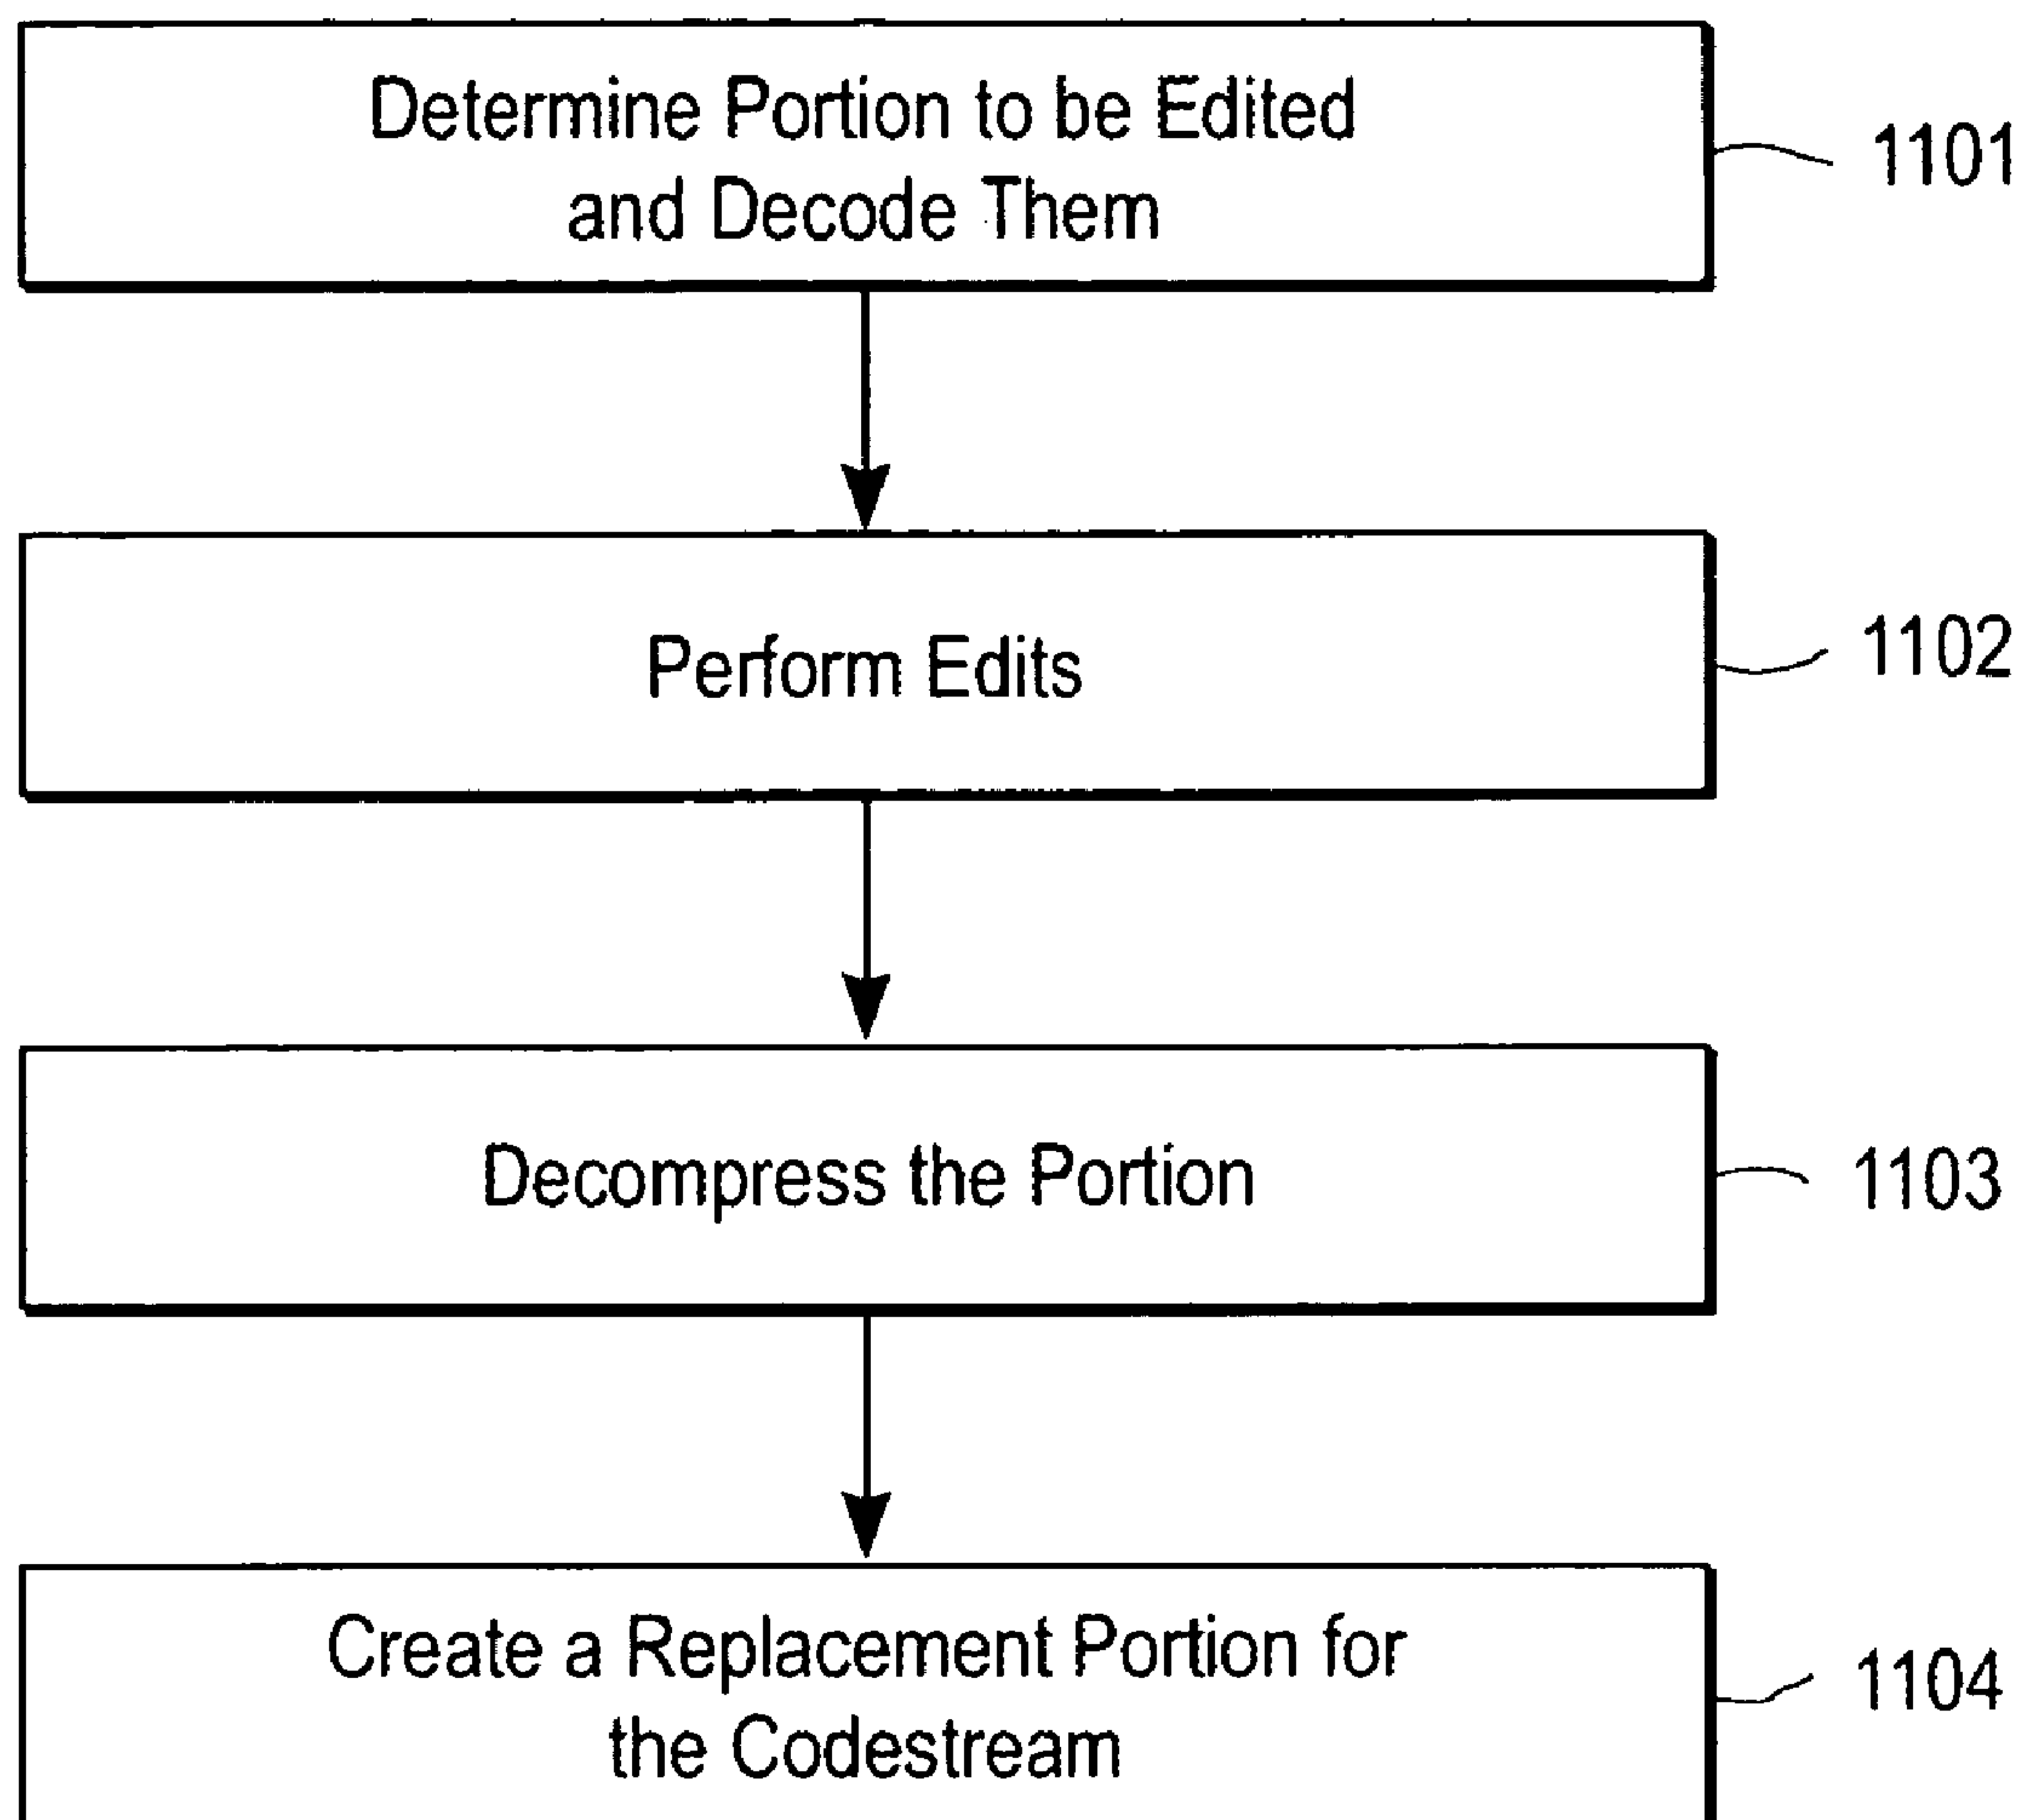 Determine Portion to be Edited
and Decode Them
1101
Perform Edits
1102
Decompress the Portion
1103
Create a Replacement Portion for
the Codestream
1104